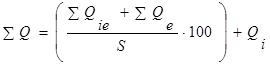 ∑ Q = ( (∑ Q_ie + ∑ Q_e) / S · 100 ) + Q_i